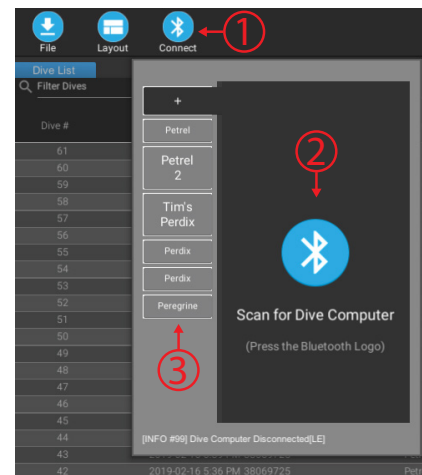 File Layout Connect
1
Dive List
Filter Dives
Dive #
+
Petrel
Petrel
2
Tim's
Perdix
Perdix
Perdix
Peregrine
2
Scan for Dive Computer
(Press the Bluetooth Logo)
3
61
60
59
58
57
56
55
54
53
52
51
50
49
48
47
46
45
44
[INFO #99] Dive Computer Disconnected[LE]
43
42 2019-02-16 5:36 PM 38069725 Petr